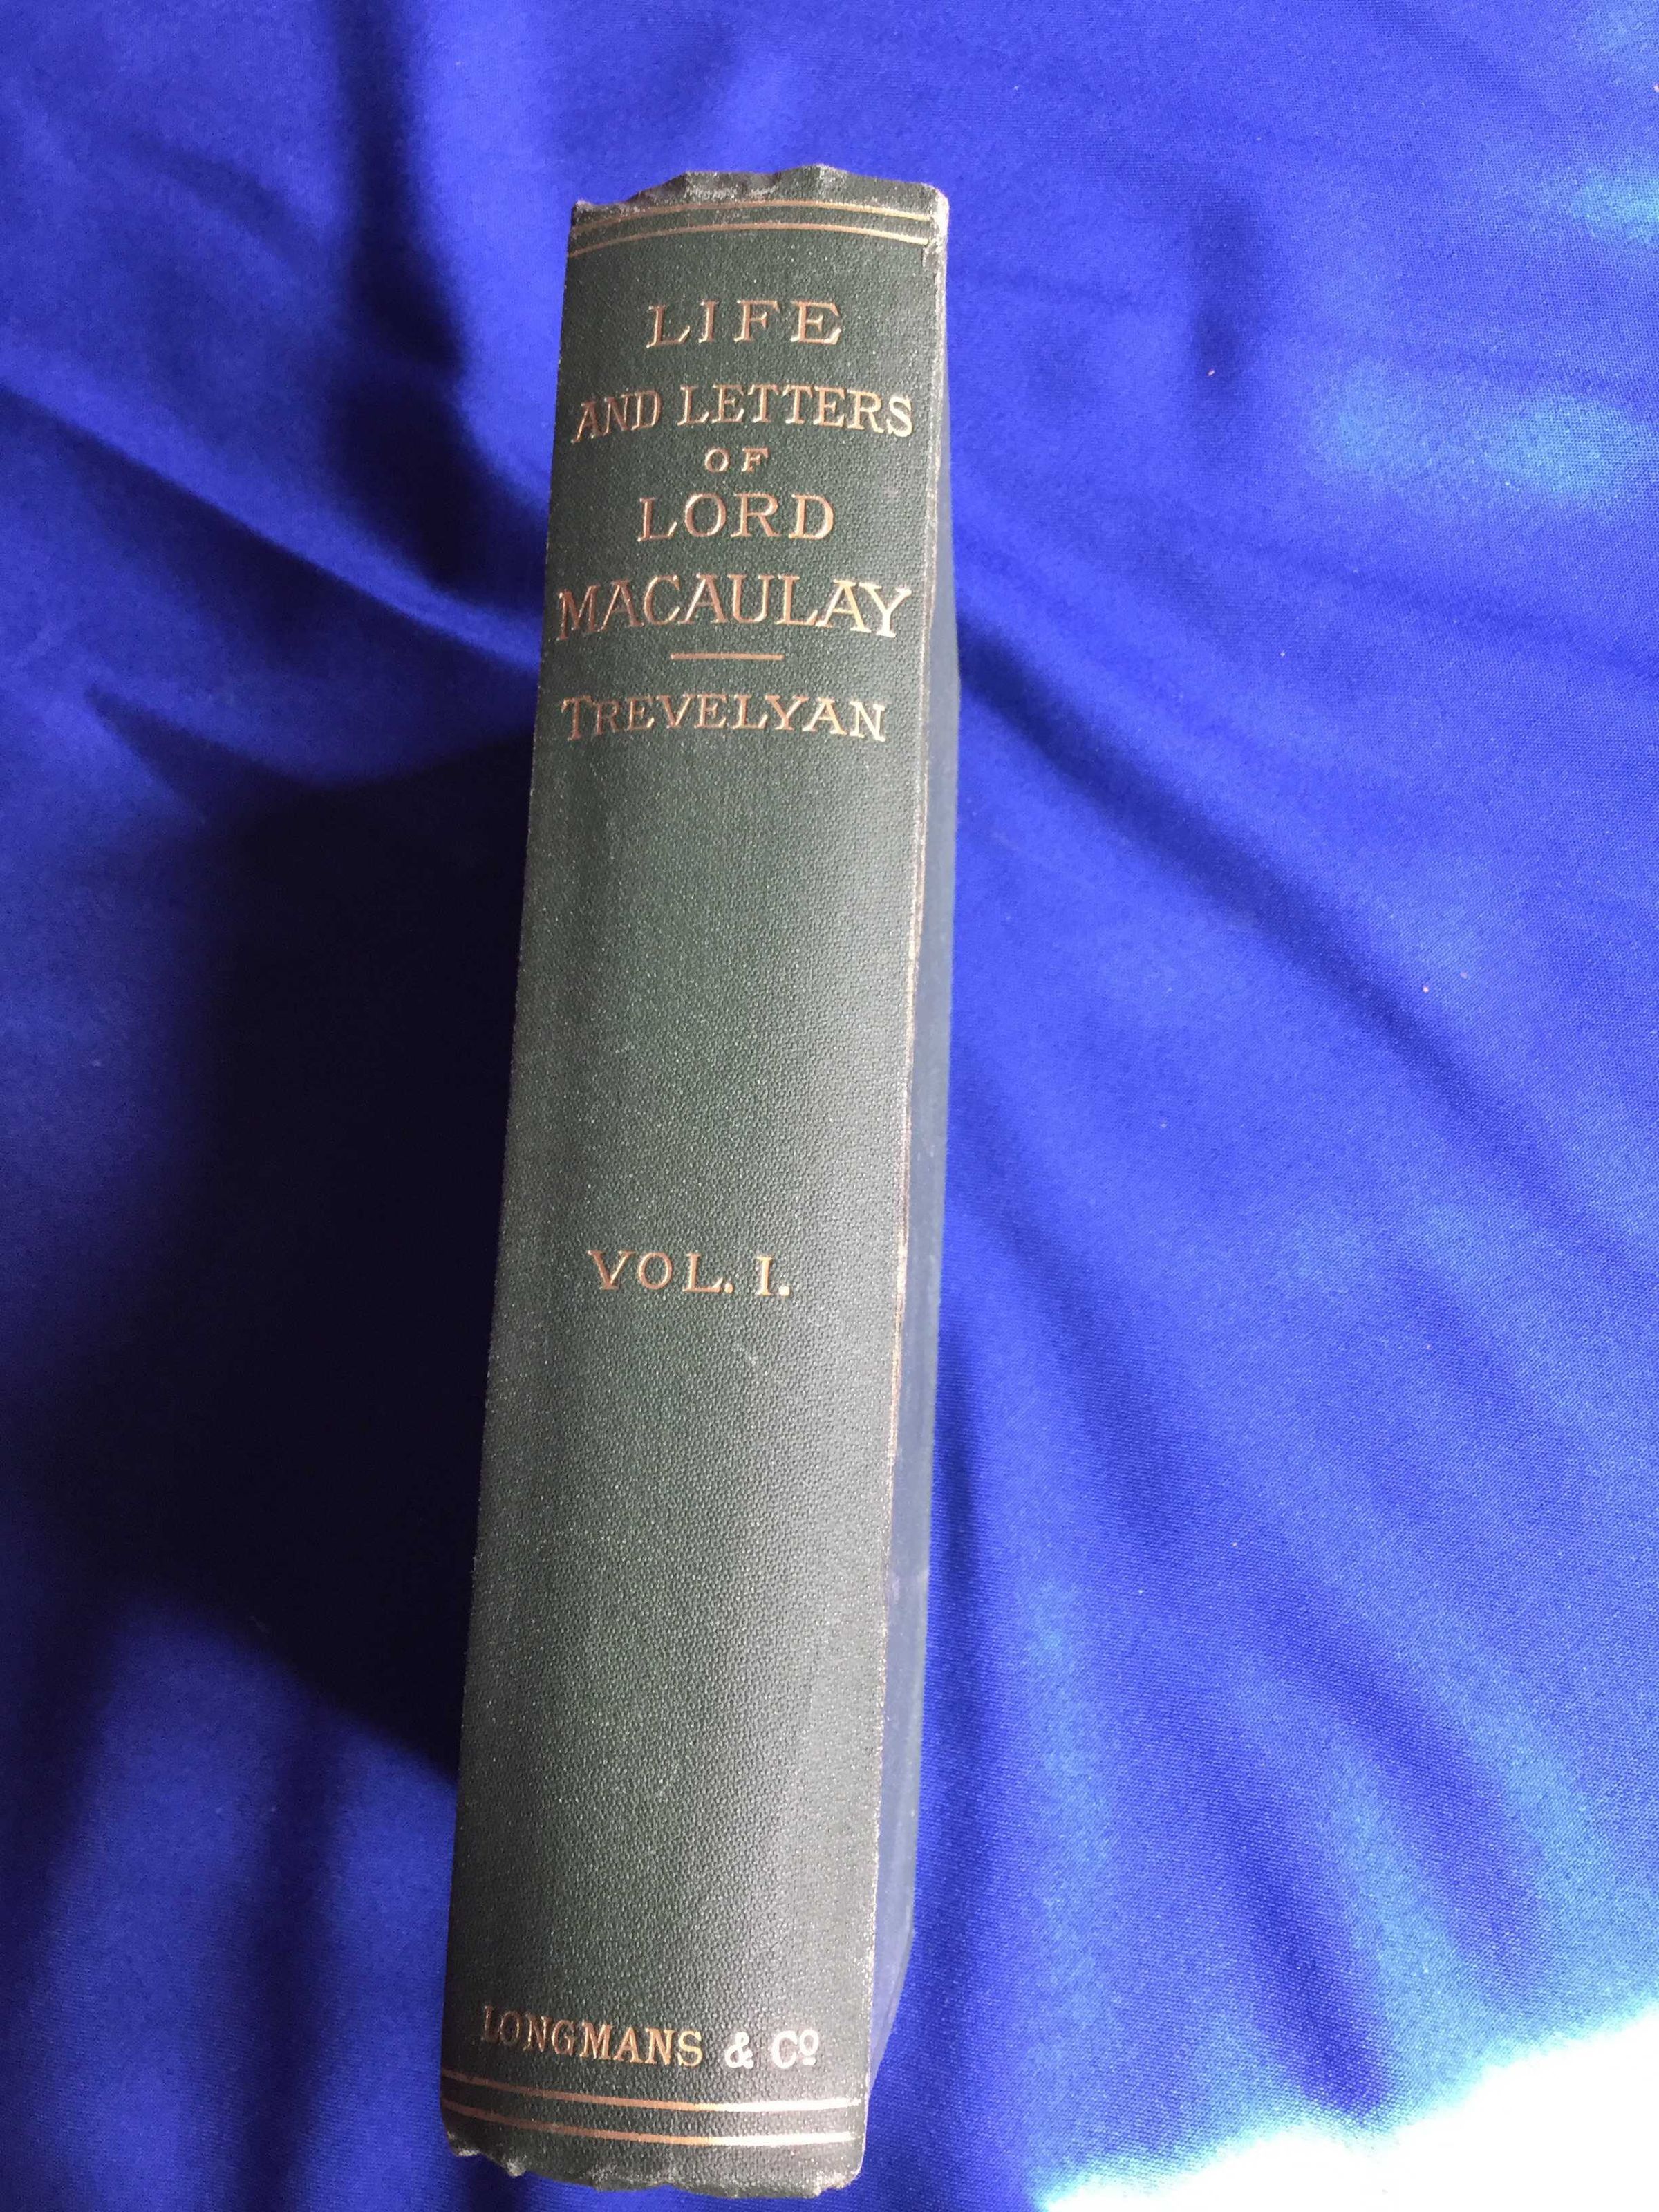 LIFE
AND LETTERS
OF
LORD
MACAULAY
TREVELYAN
VOL. I.
LONGMANS & Cº